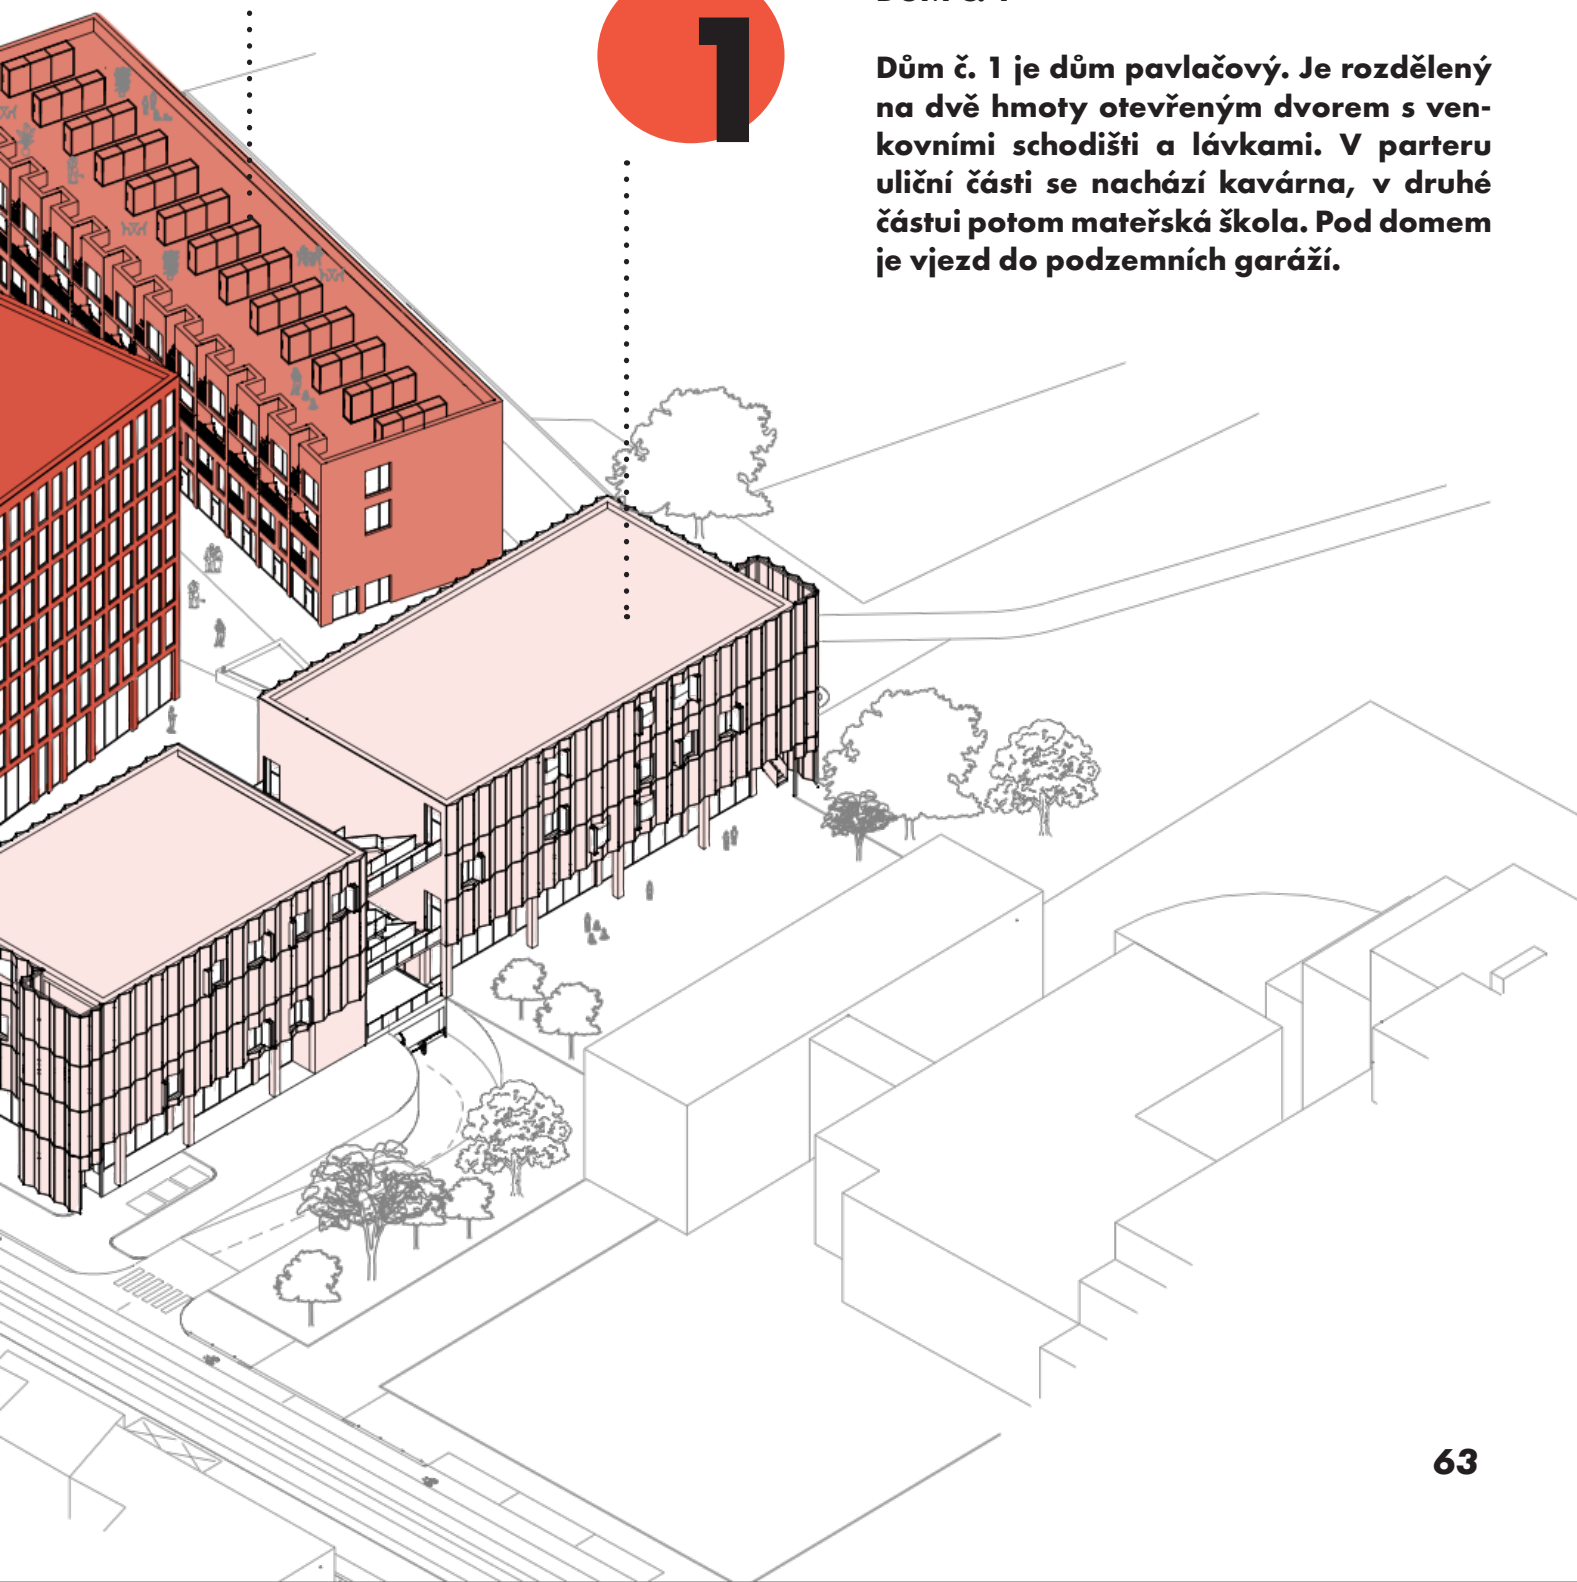 1
Dům č. 1 je dům pavlačový. Je rozdělený
na dvě hmoty otevřeným dvorem s ven-
kovními schodišti a lávkami. V parteru
uliční části se nachází kavárna, v druhé
částui potom mateřská škola. Pod domem
je vjezd do podzemních garáží.
63